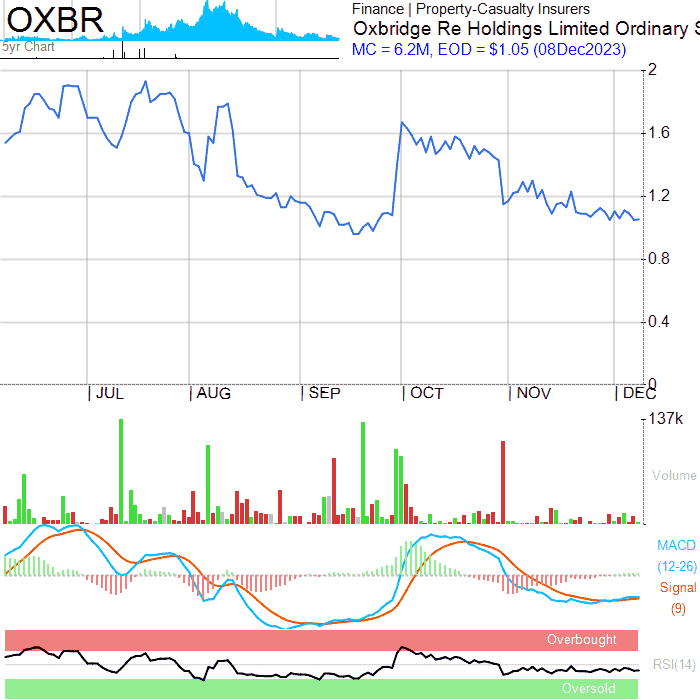 OXBR
5yr Chart
Finance | Property-Casualty Insurers
Oxbridge Re Holdings Limited Ordinary S
MC = 6.2M, EOD = $1.05 (08Dec2023)
2
1.6
1.2
0.8
0.4
0
JUL AUG SEP OCT NOV DEC
137k
Volume
MACD
(12-26)
Signal
(9)
Overbought
RSI(14)
Oversold